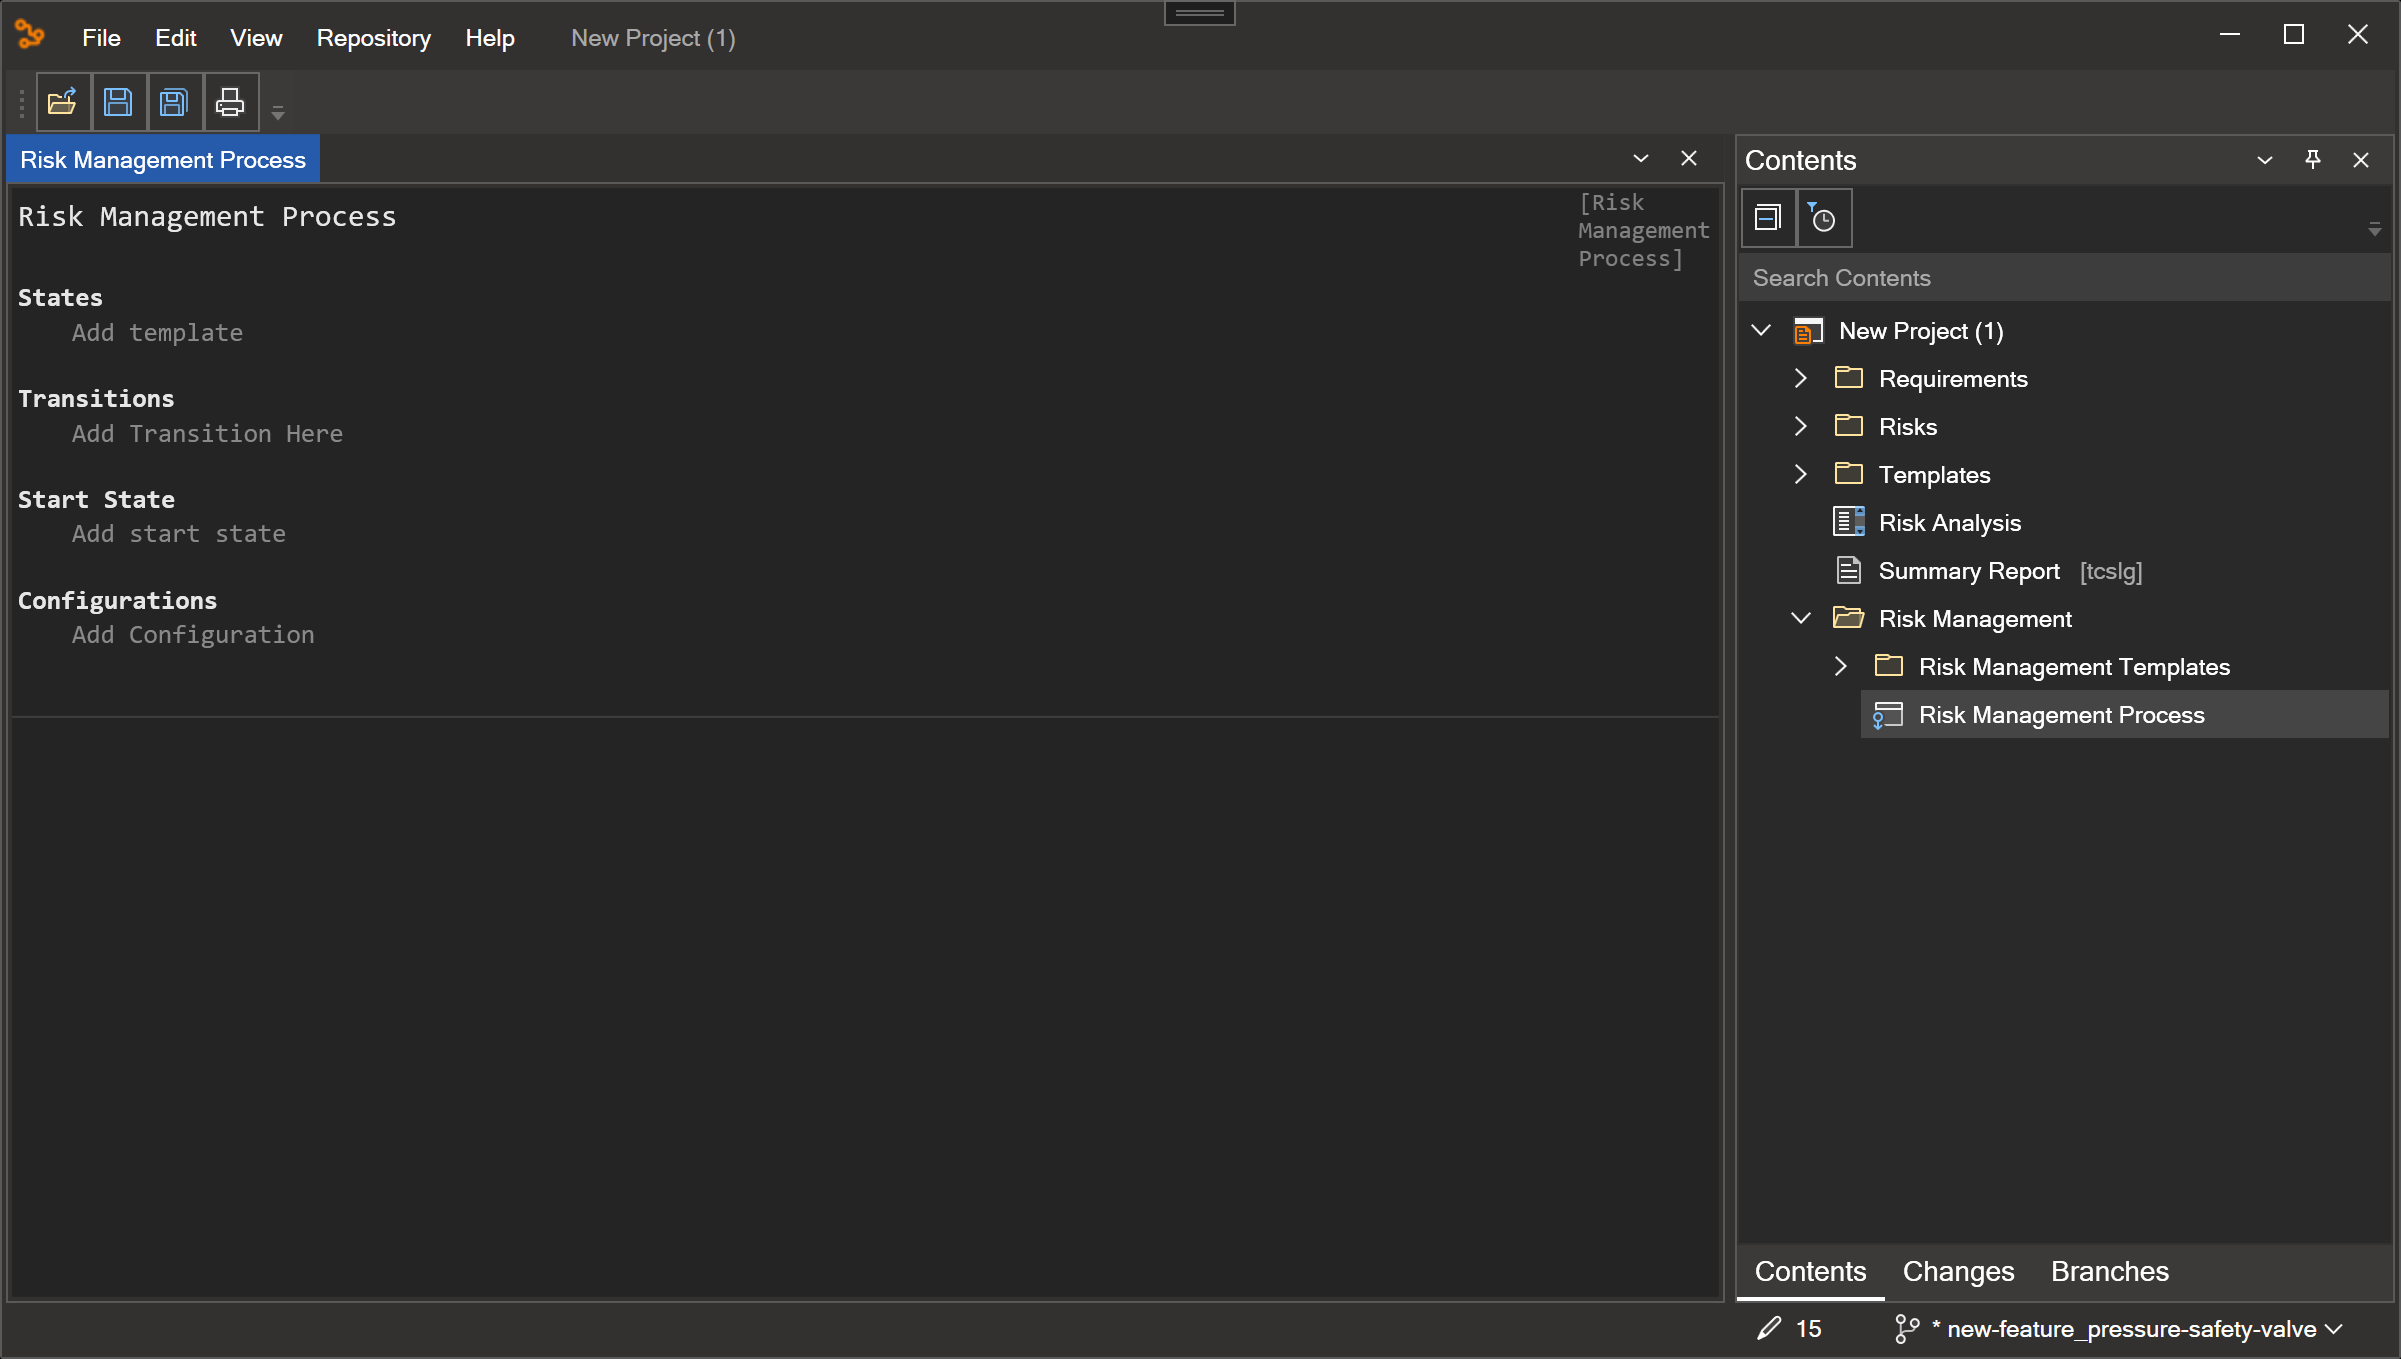 File Edit View Repository Help New Project (1)
Risk Management Process
Risk Management Process
[Risk
Management
Process]
States
Add template
Transitions
Add Transition Here
Start State
Add start state
Configurations
Add Configuration
Contents
Search Contents
New Project (1)
Requirements
Risks
Templates
Risk Analysis
Summary Report [tcslg]
Risk Management
Risk Management Templates
Risk Management Process
Contents Changes Branches
15 * new-feature_pressure-safety-valve